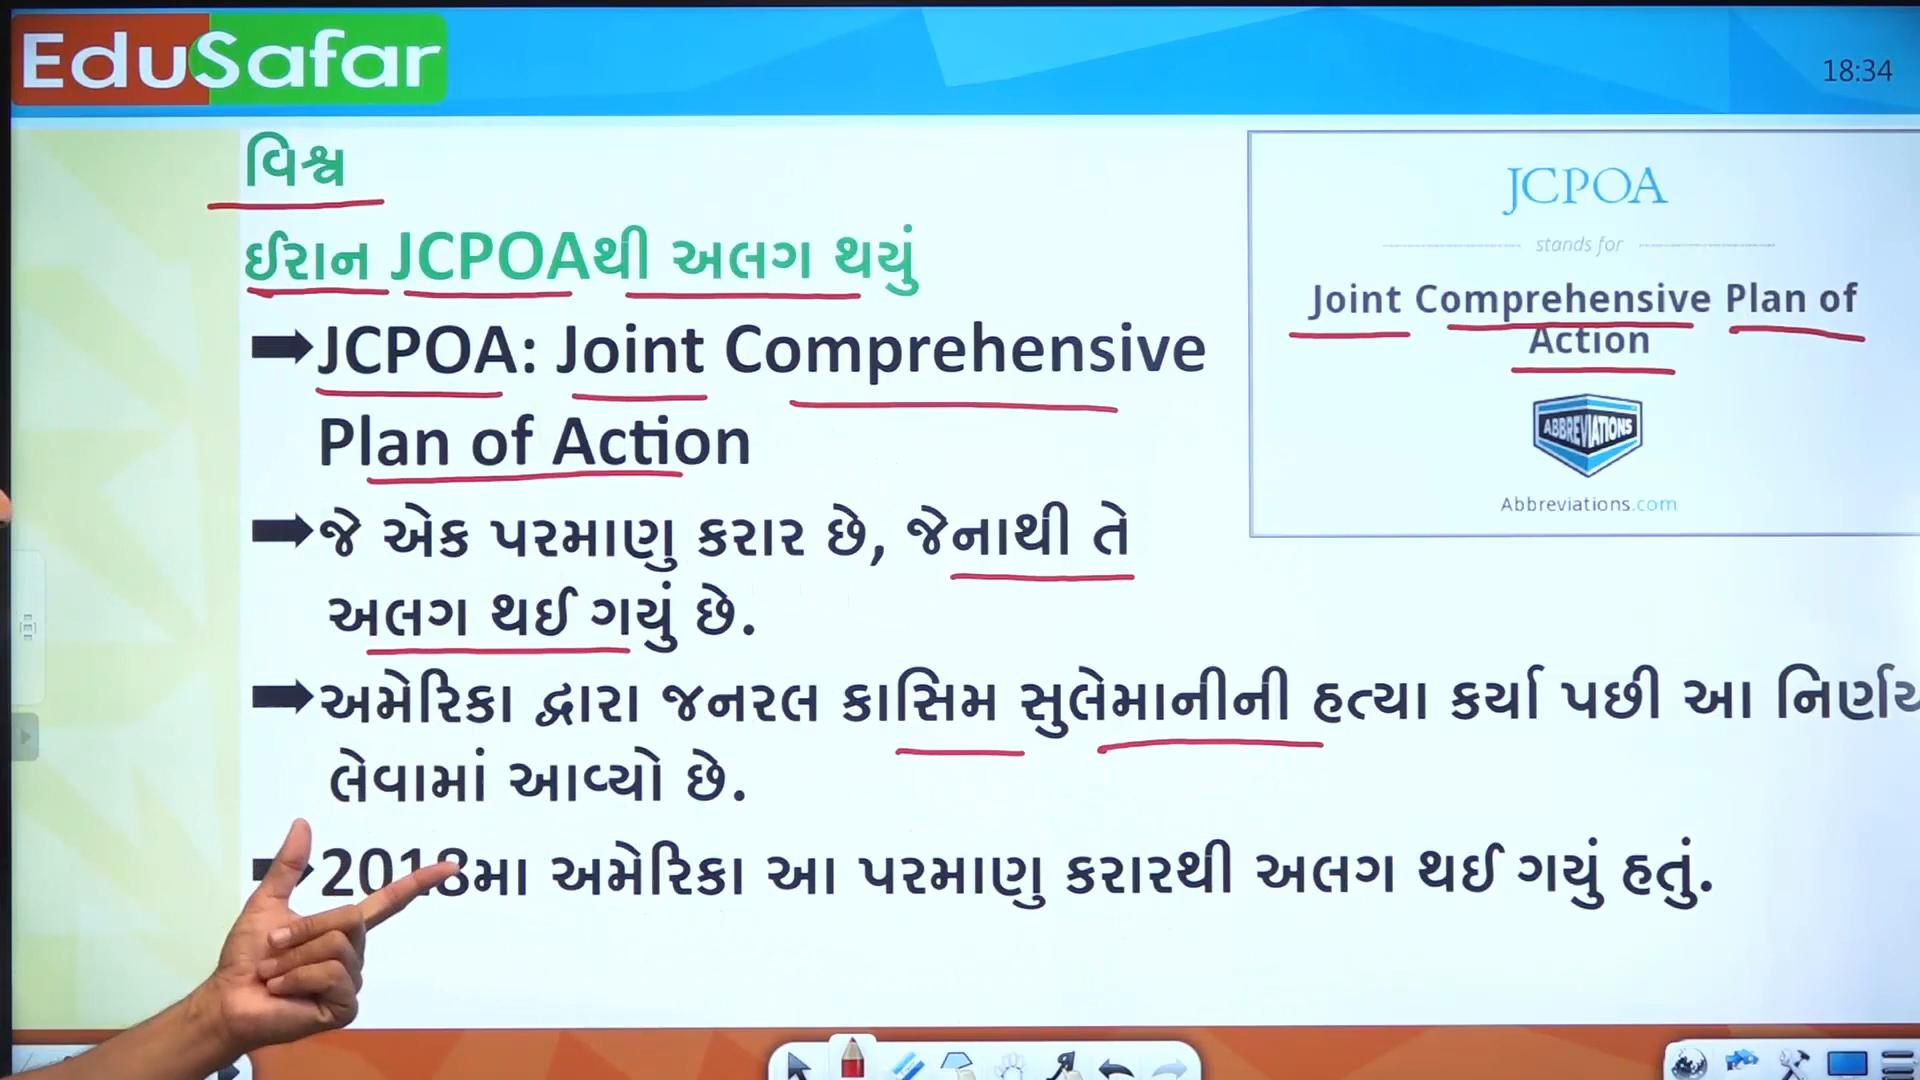 EduSafar
18:34
વિશ્વ
ઈરાન JCPOAથી અલગ થયું
JCPOA: Joint Comprehensive
Plan of Action
જે એક પરમાણુ કરાર છે, જેનાથી તે
અલગ થઈ ગયું છે.
અમેરિકા દ્વારા જનરલ કાસિમ સુલેમાનીની હત્યા કર્યા પછી આ
લેવામાં આવ્યો છે.
2018મા અમેરિકા આ પરમાણુ કરારથી અલગ થઈ ગયું હતું.
JCPOA
stands for
Joint Comprehensive Plan of
Action
ABBREVIATIONS
Abbreviations.com